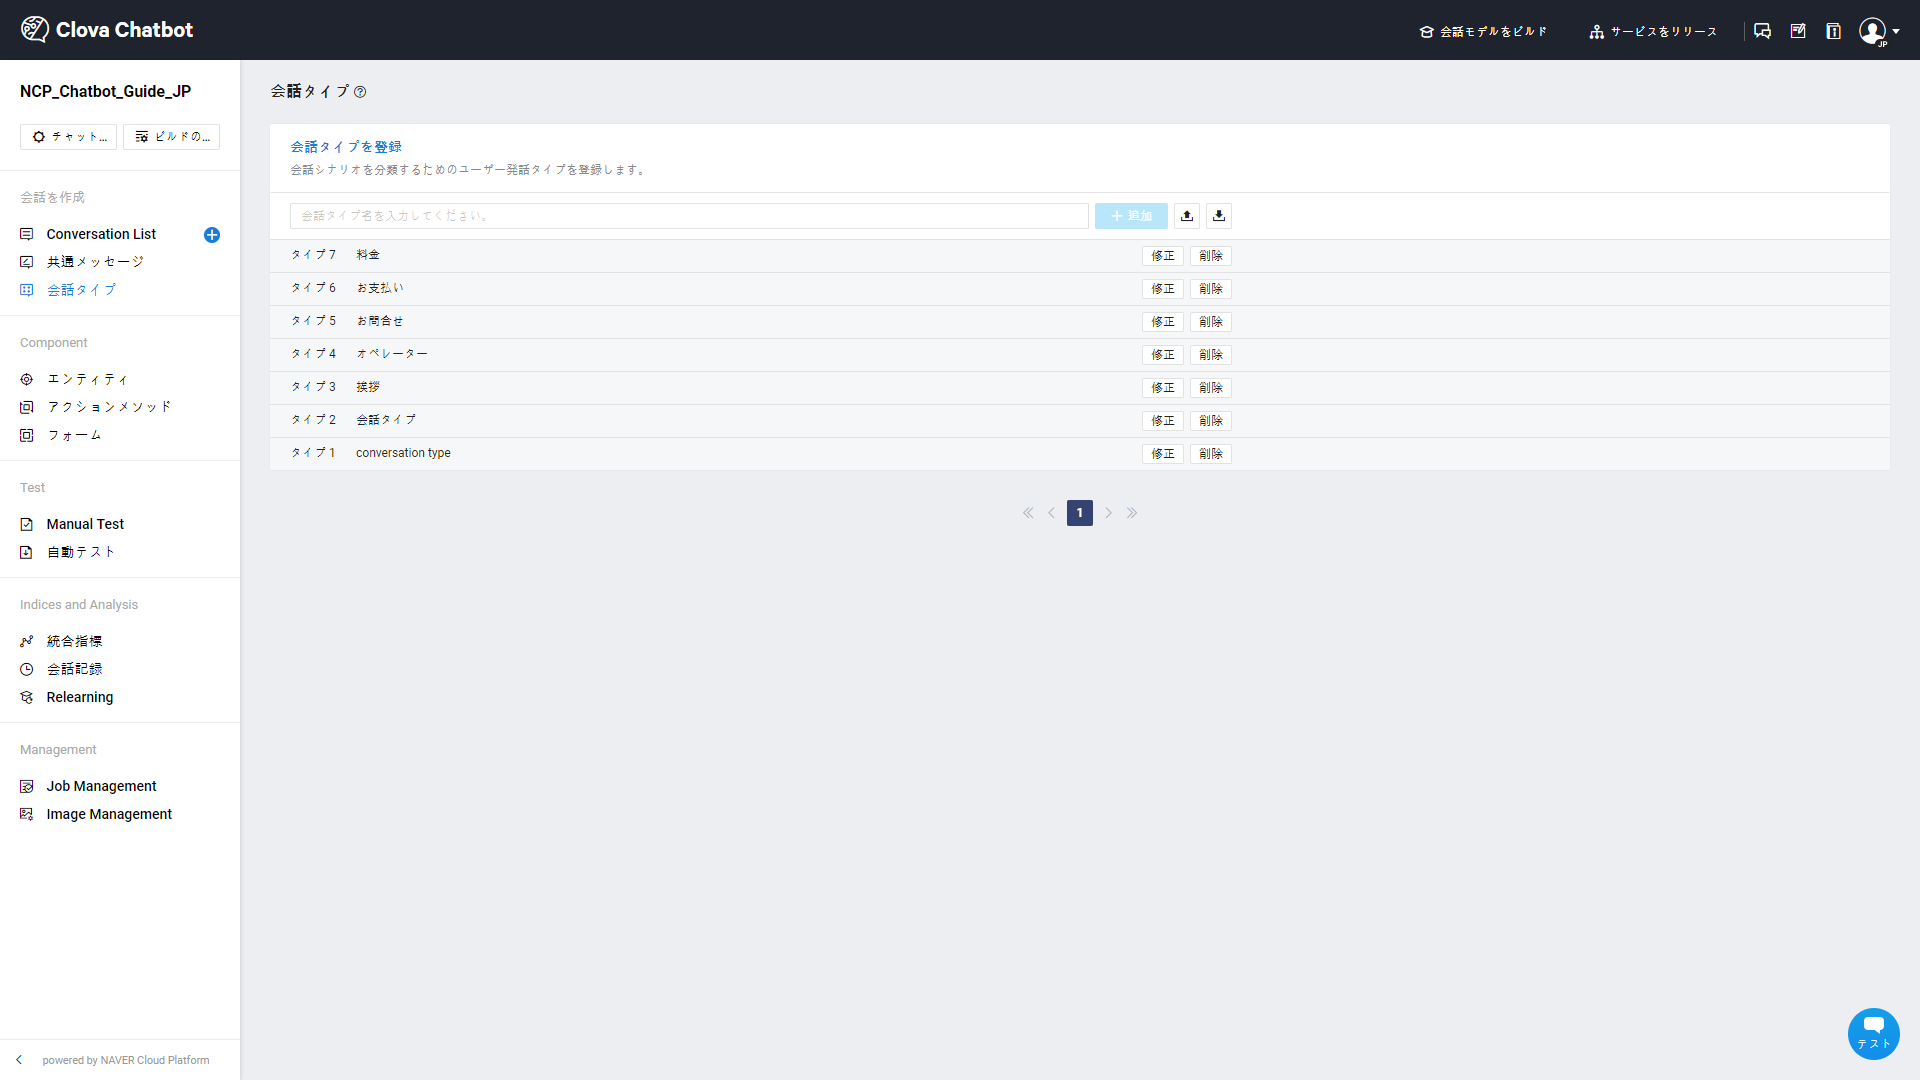 Clova Chatbot
会話モデルをビルド
サービスをリリース
JP
NCP_Chatbot_Guide_JP
チャット...
ビルドの...
会話を作成
Conversation List
共通メッセージ
会話タイプ
Component
エンティティ
アクションメソッド
フォーム
Test
Manual Test
自動テスト
Indices and Analysis
統合指標
会話記録
Relearning
Management
Job Management
Image Management
powered by NAVER Cloud Platform
会話タイプ
会話タイプを登録
会話シナリオを分類するためのユーザー発話タイプを登録します。
会話タイプ名を入力してください。
追加
タイプ 7 料金 修正 削除
タイプ 6 お支払い 修正 削除
タイプ 5 お問合せ 修正 削除
タイプ 4 オペレーター 修正 削除
タイプ 3 挨拶 修正 削除
タイプ 2 会話タイプ 修正 削除
タイプ 1 conversation type 修正 削除
1
テスト